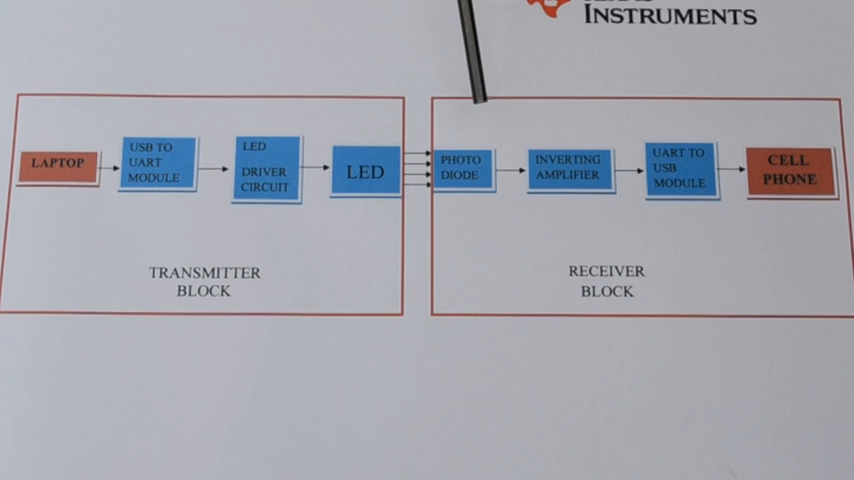 INSTRUMENTS
LAPTOP
USB TO
UART
MODULE
LED
DRIVER
CIRCUIT
LED
PHOTO
DIODE
INVERTING
AMPLIFIER
UART TO
USB
MODULE
CELL
PHONE
TRANSMITTER
BLOCK
RECEIVER
BLOCK